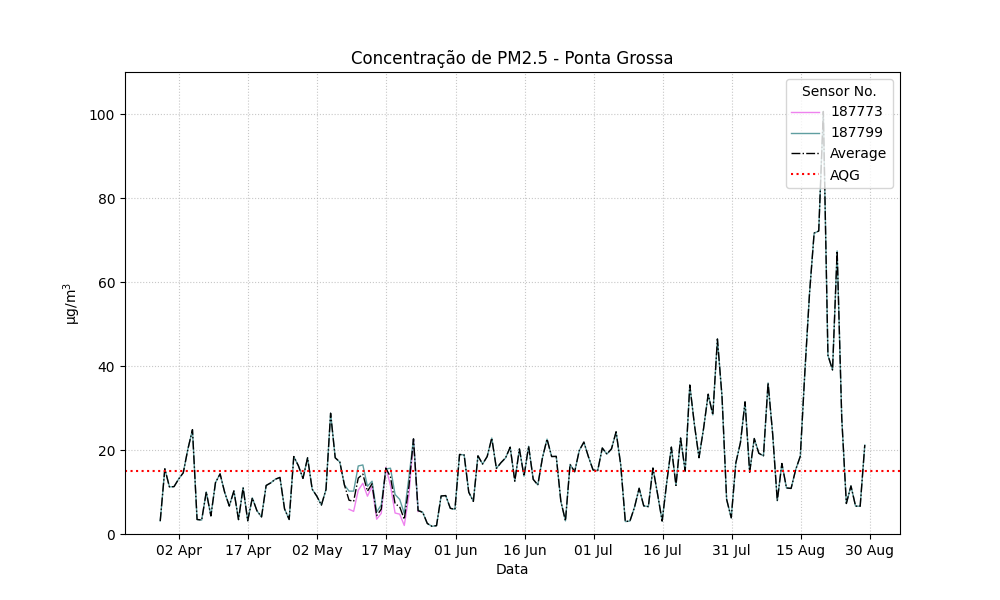 Concentração de PM2.5 - Ponta Grossa
Sensor No.
187773
187799
Average
AQG
100
80
60
40
20
0
µg/m³
02 Apr 17 Apr 02 May 17 May 01 Jun 16 Jun 01 Jul 16 Jul 31 Jul 15 Aug 30 Aug
Data